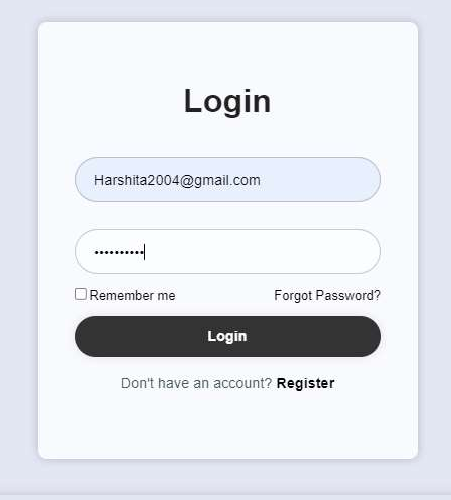 Login
Harshita2004@gmail.com
••••••••••
Remember me Forgot Password?
Login
Don't have an account? Register